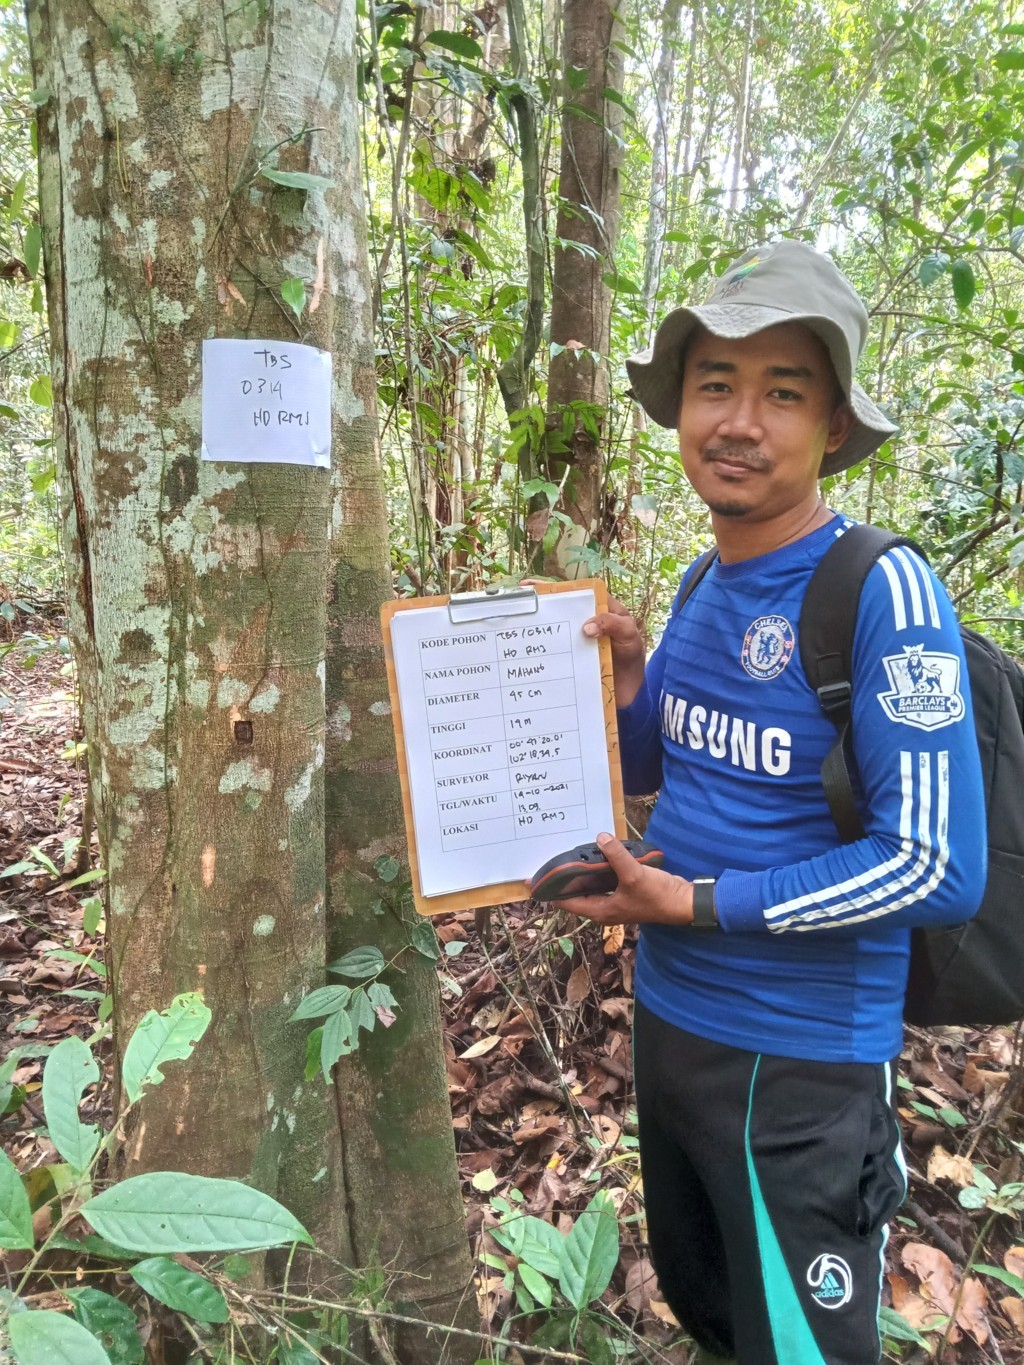 TBS
0314
HD RMJ
KODE POHON TBS/0314/
HD RMJ
NAMA POHON MAHANG
DIAMETER 45 cm
TINGGI 19 m
KOORDINAT 00° 47' 20.0'
102° 18, 39, 5
SURVEYOR RIYAN
TGL/WAKTU 14-10-2021
13.09
LOKASI HD RMJ
CHELSEA
FOOTBALL CLUB
SAMSUNG
BARCLAYS
PREMIER LEAGUE
adidas